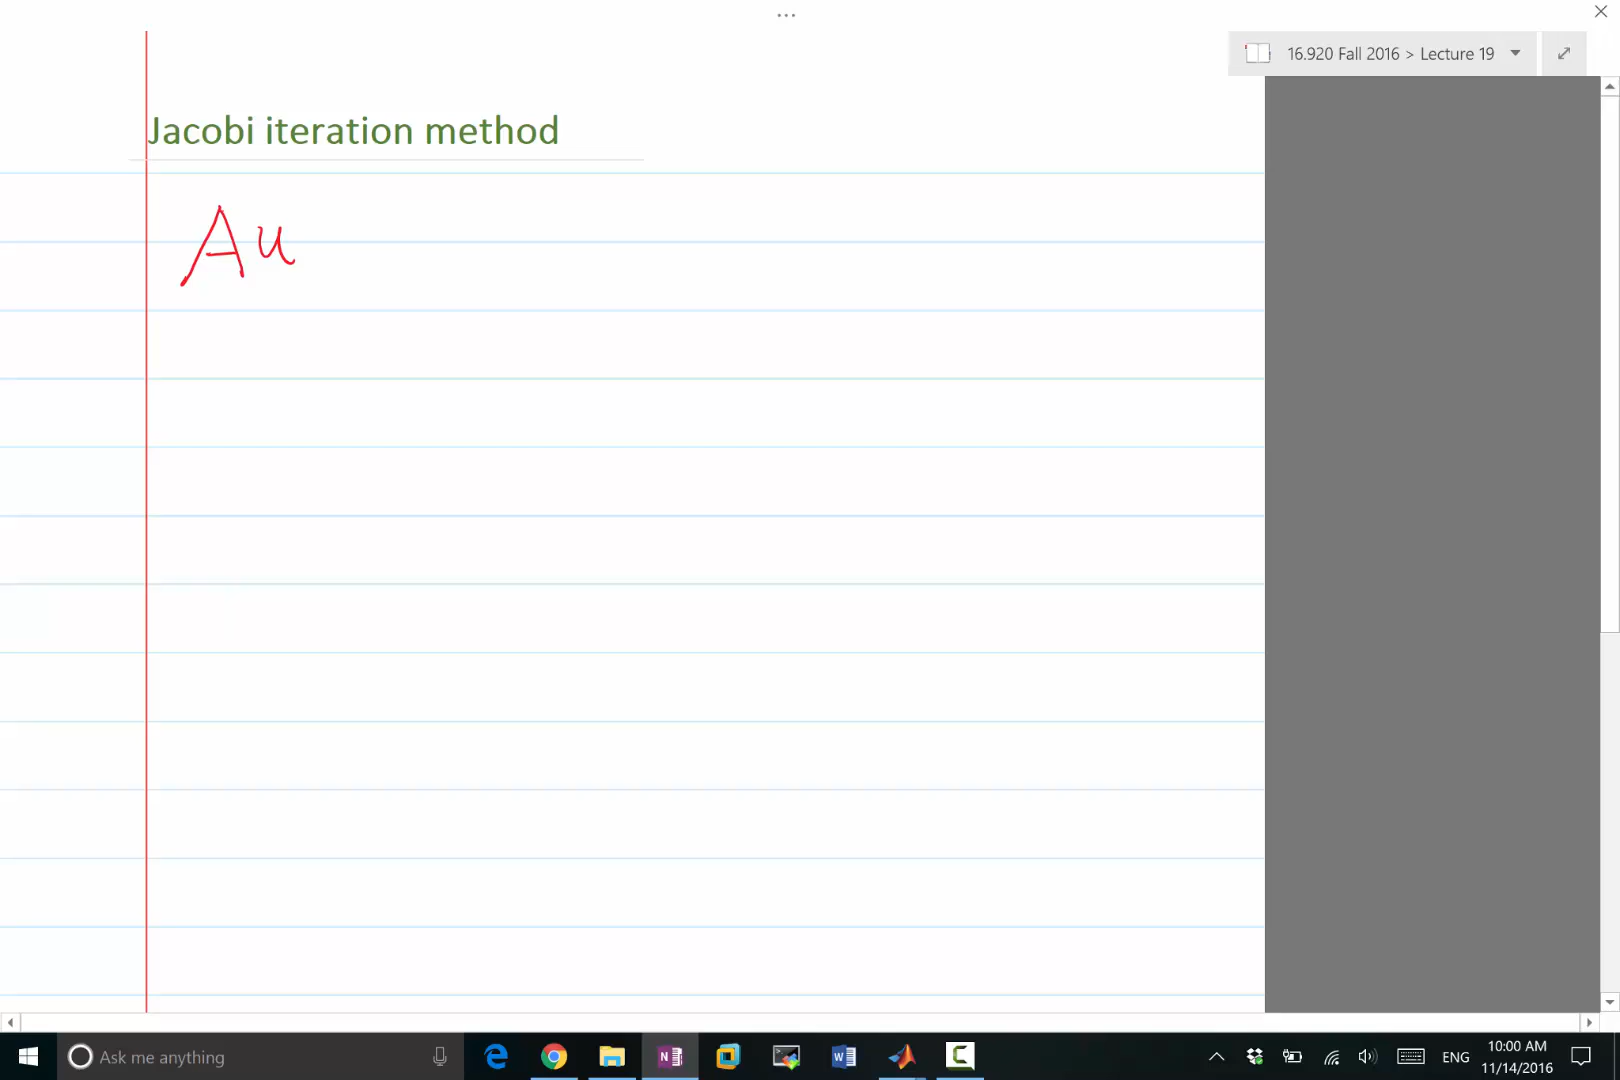 ...
16.920 Fall 2016 > Lecture 19
Jacobi iteration method
Au
Ask me anything
ENG
10:00 AM
11/14/2016